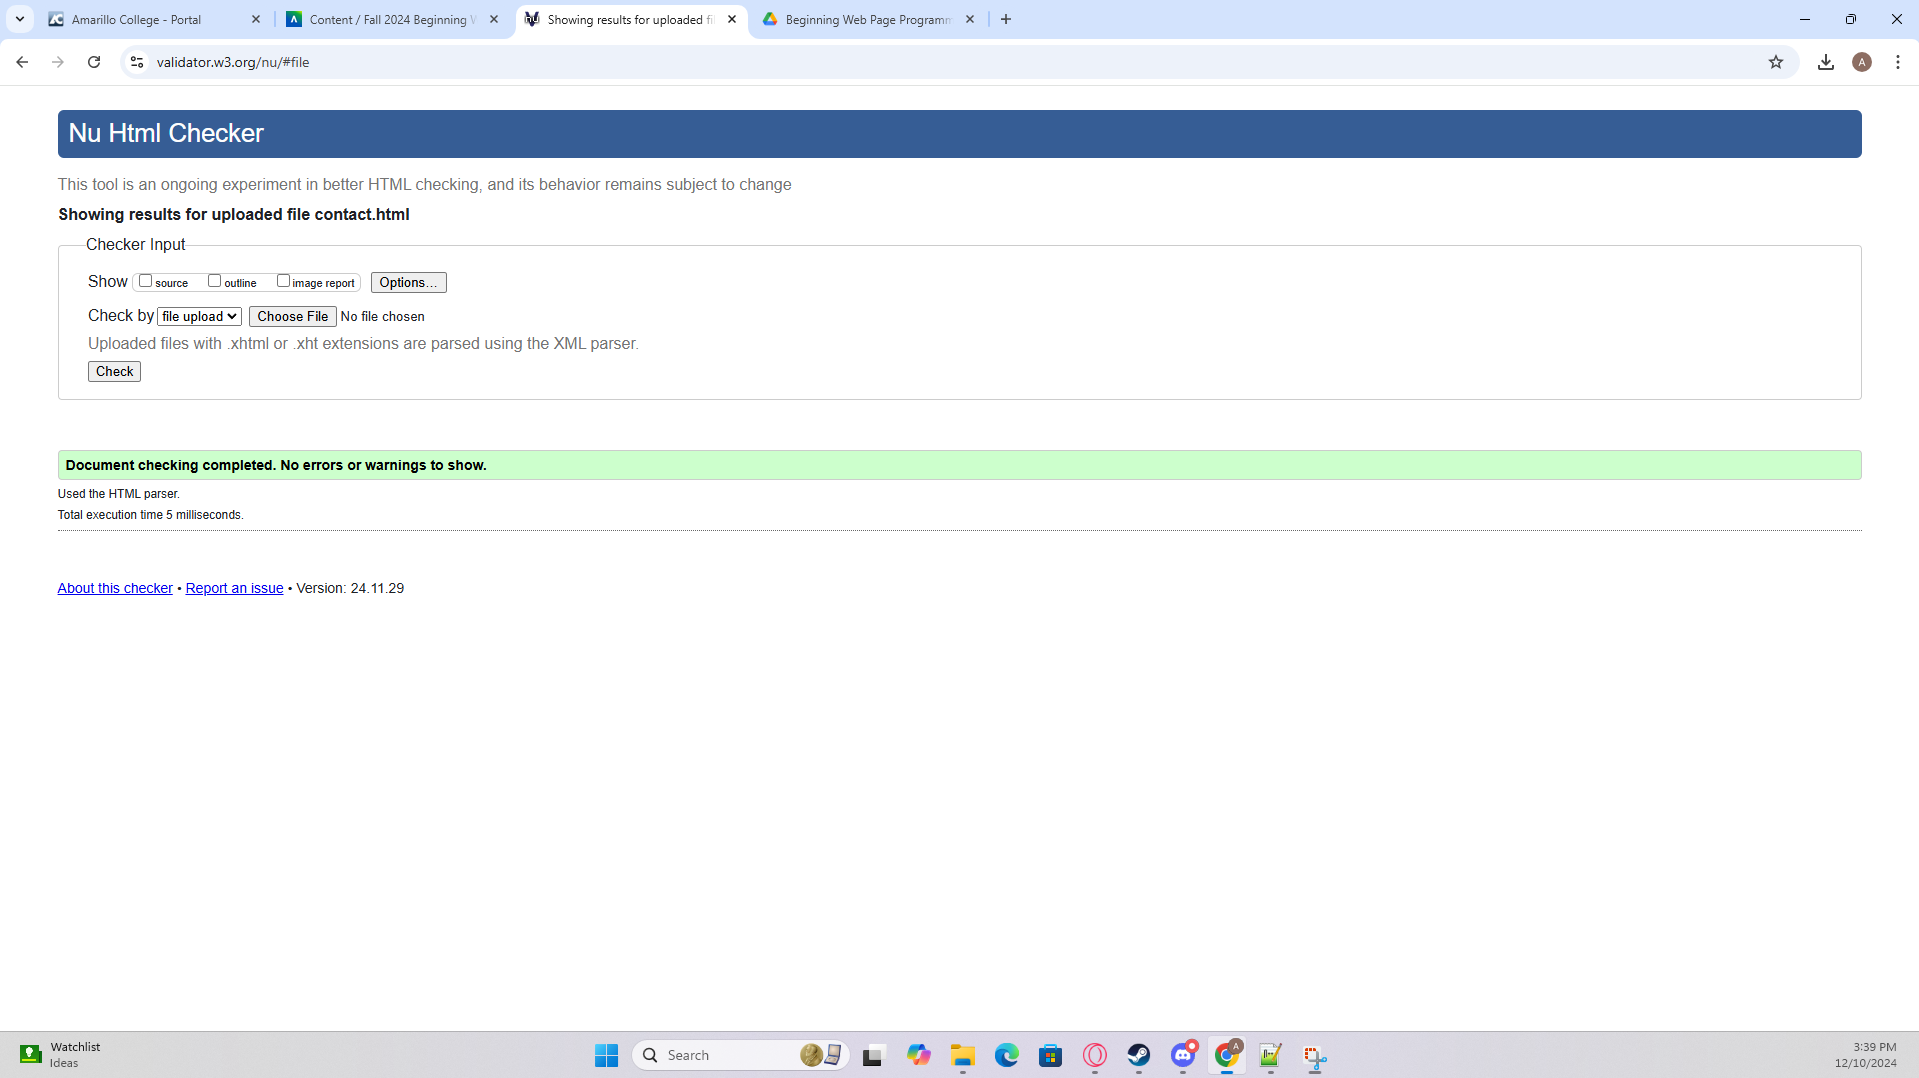 Amarillo College - Portal
Content / Fall 2024 Beginning W
Showing results for uploaded fi
Beginning Web Page Programm
validator.w3.org/nu/#file
A
Nu Html Checker
This tool is an ongoing experiment in better HTML checking, and its behavior remains subject to change
Showing results for uploaded file contact.html
Checker Input
Show source outline image report Options...
Check by file upload Choose File No file chosen
Uploaded files with .xhtml or .xht extensions are parsed using the XML parser.
Check
Document checking completed. No errors or warnings to show.
Used the HTML parser.
Total execution time 5 milliseconds.
About this checker • Report an issue • Version: 24.11.29
Watchlist
Ideas
Search
A
3:39 PM
12/10/2024